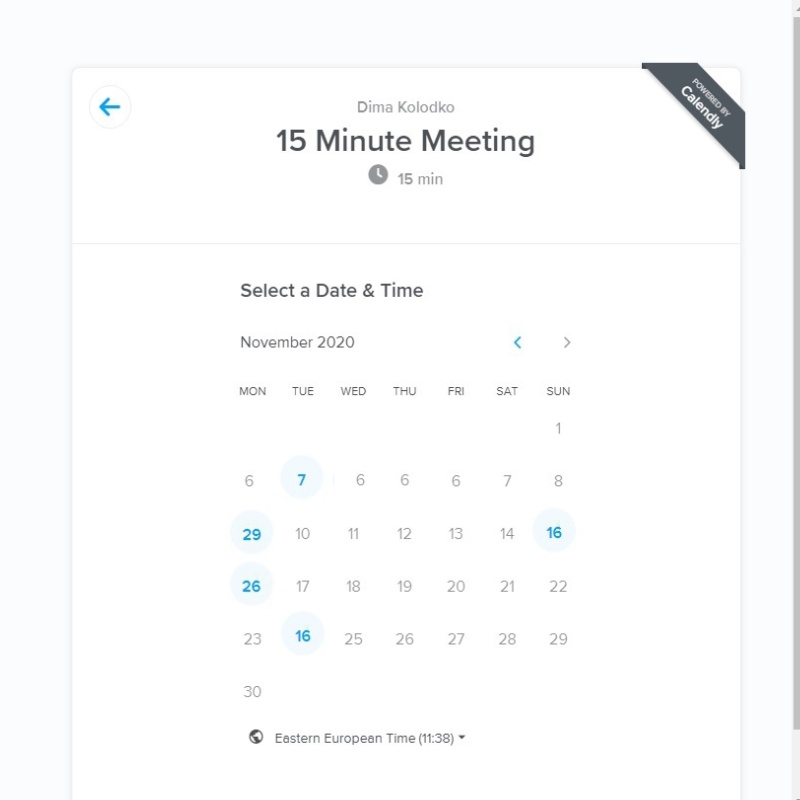 POWERED BY
Calendly
Dima Kolodko
15 Minute Meeting
15 min
Select a Date & Time
November 2020
MON TUE WED THU FRI SAT SUN
1
6 7 6 6 6 7 8
29 10 11 12 13 14 16
26 17 18 19 20 21 22
23 16 25 26 27 28 29
30
Eastern European Time (11:38)